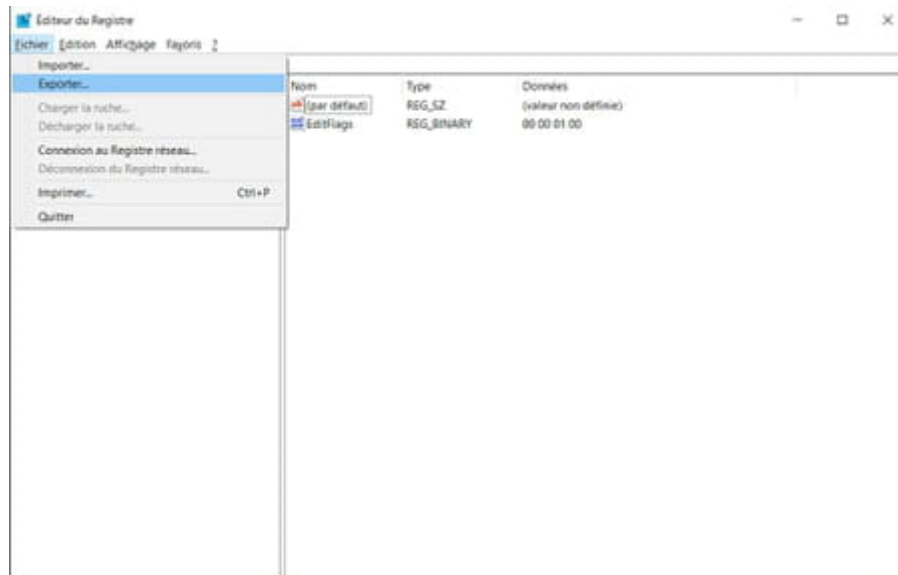 Éditeur du Registre
Fichier Edition Affichage Favoris ?
Importer...
Exporter...
Charger la ruche...
Décharger la ruche...
Connexion au Registre réseau...
Déconnexion du Registre réseau...
Imprimer... Ctrl+P
Quitter
Nom Type Données
(par défaut) REG_SZ (valeur non définie)
EditFlags REG_BINARY 00 00 01 00